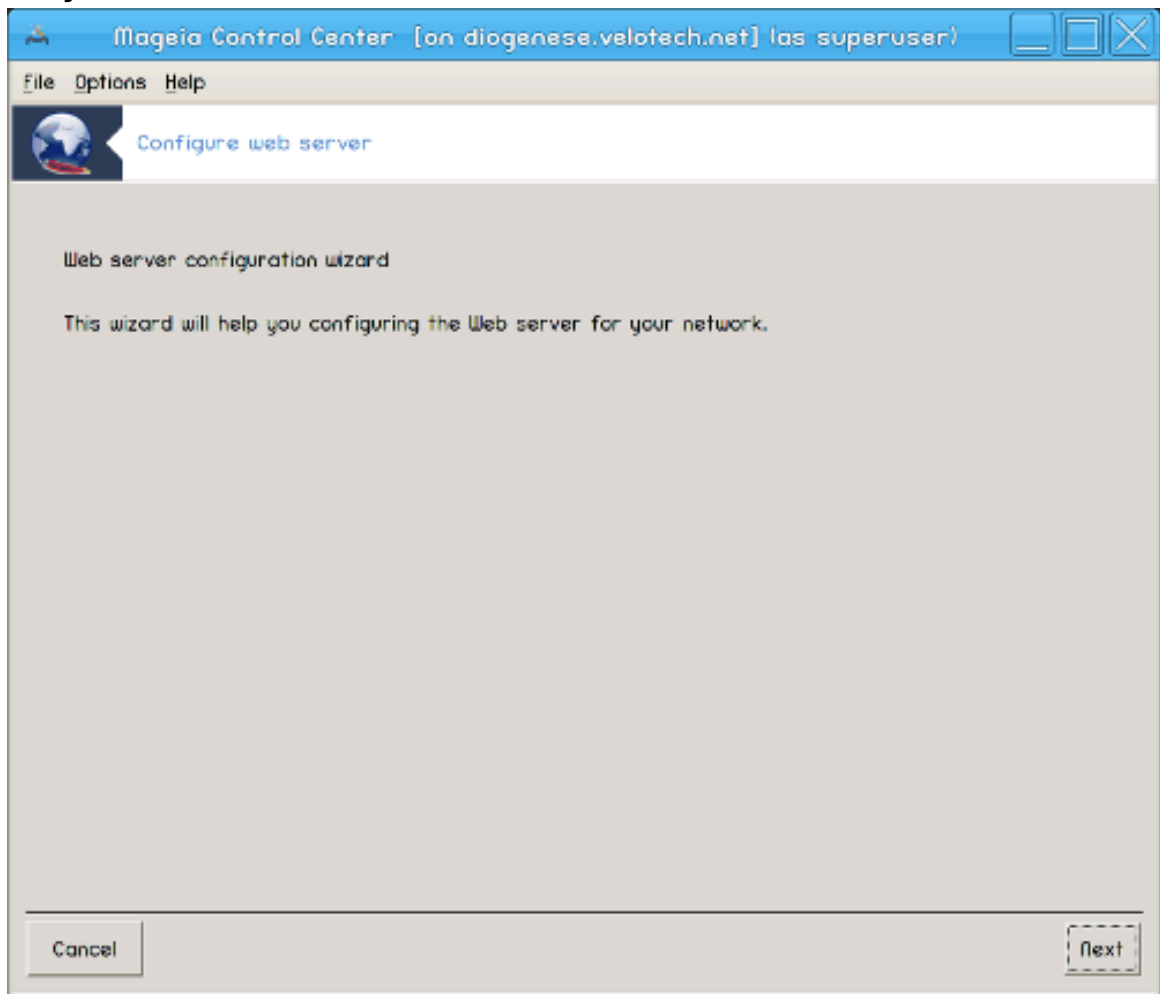 Mageia Control Center [on diogenese.velotech.net] (as superuser)
File Options Help
Configure web server
Web server configuration wizard
This wizard will help you configuring the Web server for your network.
Cancel
Next